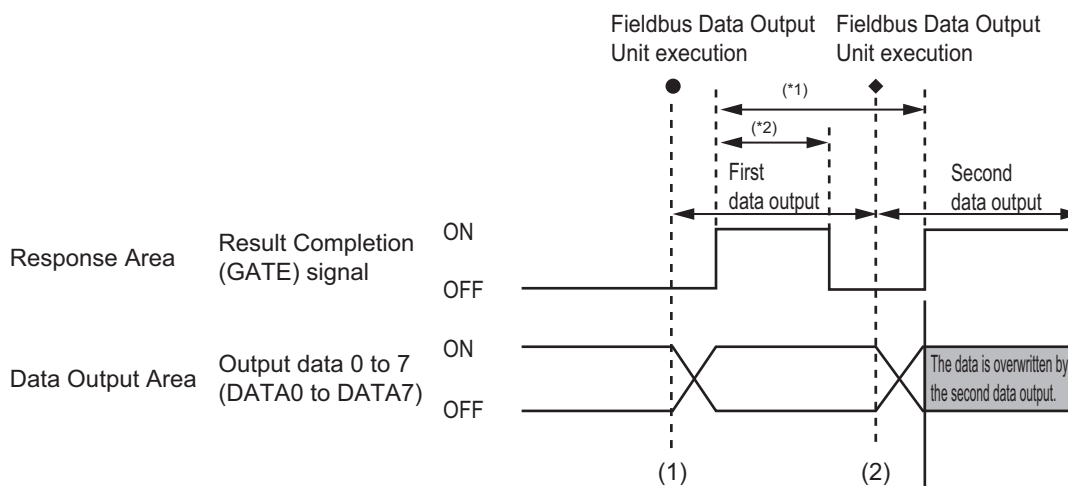 Fieldbus Data Output
Unit execution
Fieldbus Data Output
Unit execution
(*1)
(*2)
First
data output
Second
data output
Response Area
Result Completion
(GATE) signal
ON
OFF
Data Output Area
Output data 0 to 7
(DATA0 to DATA7)
ON
OFF
The data is overwritten by
the second data output.
(1)
(2)